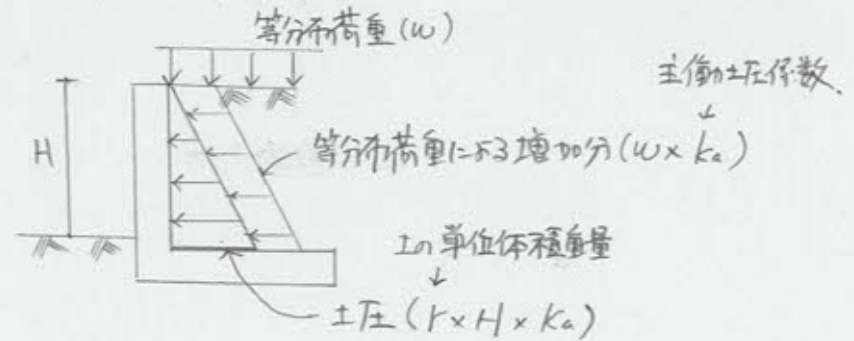 等分布荷重(w)
主働土圧係数
↓
H
等分布荷重による増加分(w×ka)
土の単位体積重量
↓
土圧(r×H×Ka)